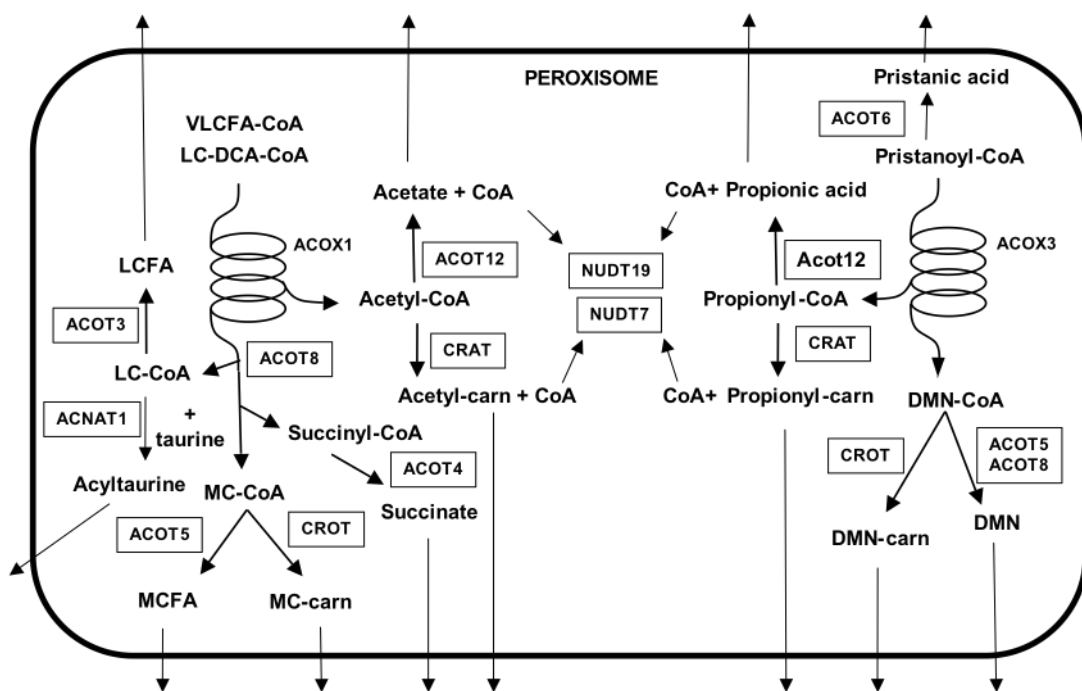 PEROXISOME
Pristanic acid
ACOT6
VLCFA-CoA
LC-DCA-CoA
Pristanoyl-CoA
Acetate + CoA
CoA+ Propionic acid
ACOX1
ACOX3
LCFA
ACOT12
NUDT19
Acot12
Acetyl-CoA
NUDT7
Propionyl-CoA
ACOT3
ACOT8
CRAT
CRAT
LC-CoA
Acetyl-carn + CoA
CoA+ Propionyl-carn
DMN-CoA
ACNAT1
+
taurine
Succinyl-CoA
CROT
ACOT5
ACOT8
ACOT4
Acyltaurine
MC-CoA
Succinate
ACOT5
CROT
DMN-carn
DMN
MCFA
MC-carn